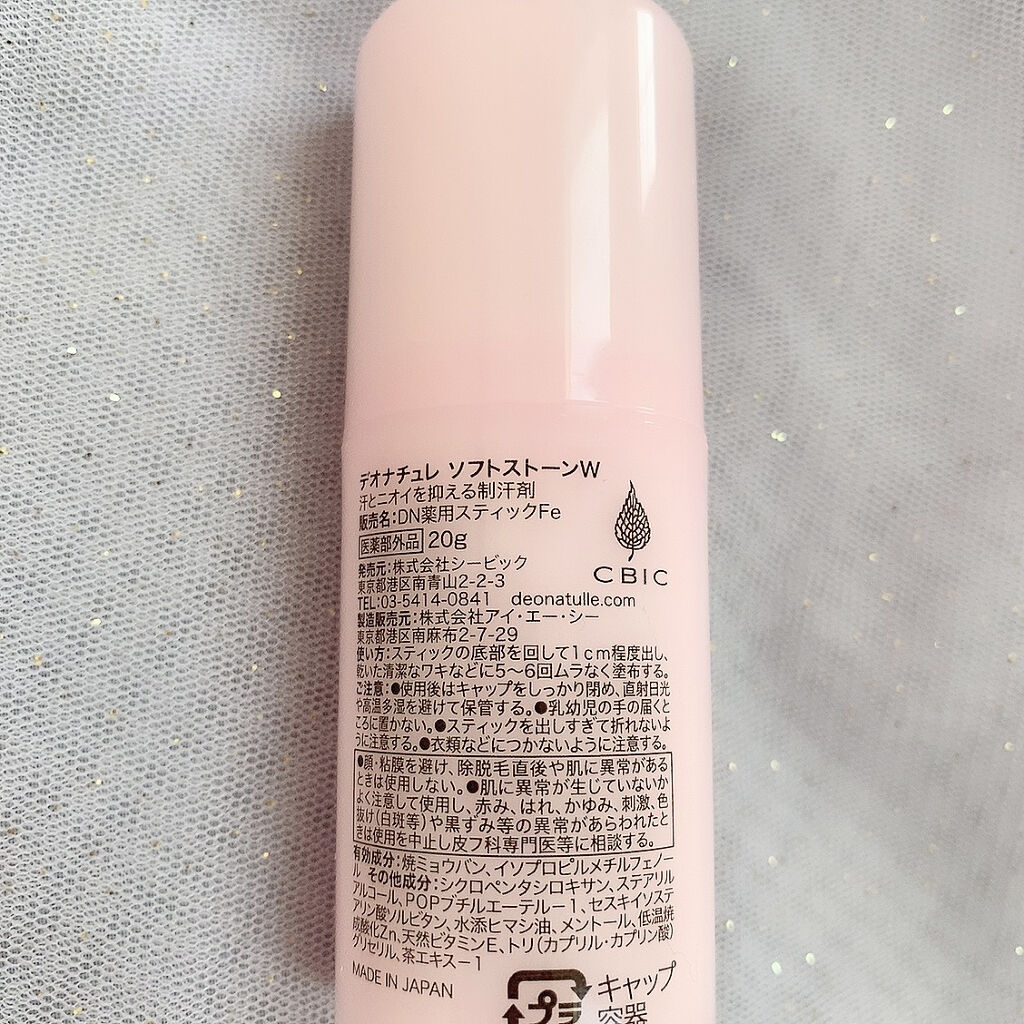 デオナチュレ ソフトストーンW
汗とニオイを抑える制汗剤
販売名:DN薬用スティックFe
医薬部外品 20g
CBIC
発売元:株式会社シービック
東京都港区南青山2-2-3
TEL:03-5414-0841 deonatulle.com
製造販売元:株式会社アイ・エー・シー
東京都港区南麻布2-7-29
使い方:スティックの底部を回して1cm程度出し、
乾いた清潔なワキなどに5～6回ムラなく塗布する。
ご注意:●使用後はキャップをしっかり閉め、直射日光
や高温多湿を避けて保管する。●乳幼児の手の届くと
ころに置かない。●スティックを出しすぎて折れないよ
うに注意する。●衣類などにつかないように注意する。
●顔・粘膜を避け、除脱毛直後や肌に異常がある
ときは使用しない。●肌に異常が生じていないか
よく注意して使用し、赤み、はれ、かゆみ、刺激、色
抜け(白斑等)や黒ずみ等の異常があらわれたと
きは使用を中止し皮フ科専門医等に相談する。
有効成分:焼ミョウバン、イソプロピルメチルフェノー
ル その他成分:シクロペンタシロキサン、ステアリル
アルコール、POPブチルエーテル-1、セスキイソステ
アリン酸ソルビタン、水添ヒマシ油、メントール、低温焼
成酸化Zn、天然ビタミンE、トリ(カプリル・カプリン酸)
グリセリル、茶エキス-1
MADE IN JAPAN
プラ
キャップ
容器